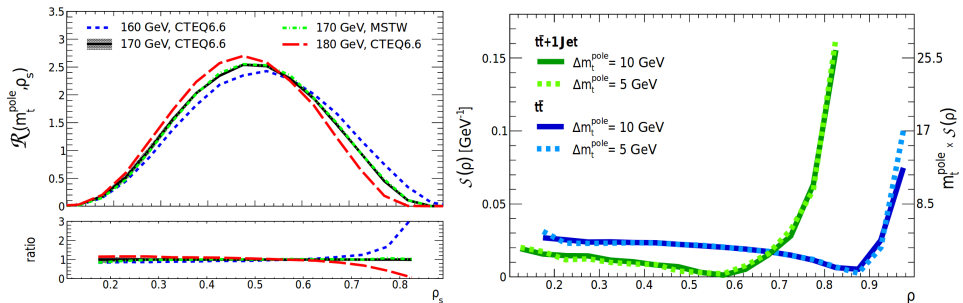 160 GeV, CTEQ6.6
170 GeV, MSTW
170 GeV, CTEQ6.6
180 GeV, CTEQ6.6
ℛ(m_t^pole,ρ_s)
3.5
3
2.5
2
1.5
1
0.5
0
ratio
3
2
1
0
0.2 0.3 0.4 0.5 0.6 0.7 0.8
ρ_s
tt̄+1Jet
Δm_t^pole= 10 GeV
Δm_t^pole= 5 GeV
tt̄
Δm_t^pole= 10 GeV
Δm_t^pole= 5 GeV
𝒮(ρ) [GeV⁻¹]
0.15
0.1
0.05
0
25.5
17
8.5
m_t^pole × 𝒮(ρ)
0.2 0.3 0.4 0.5 0.6 0.7 0.8 0.9
ρ